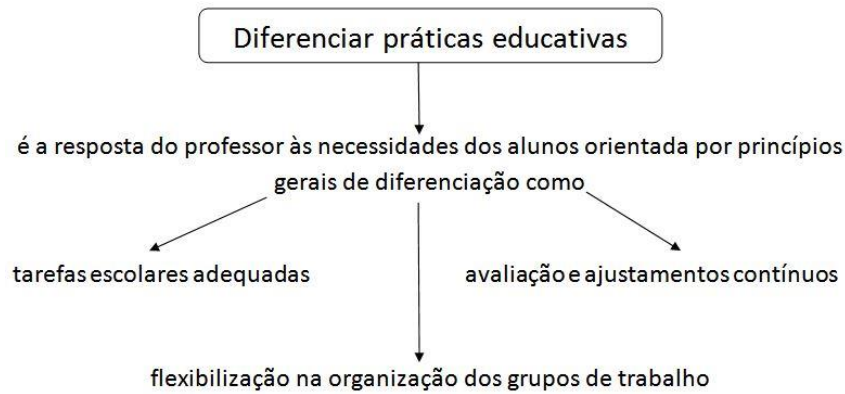 Diferenciar práticas educativas
é a resposta do professor às necessidades dos alunos orientada por princípios
gerais de diferenciação como
tarefas escolares adequadas
avaliação e ajustamentos contínuos
flexibilização na organização dos grupos de trabalho